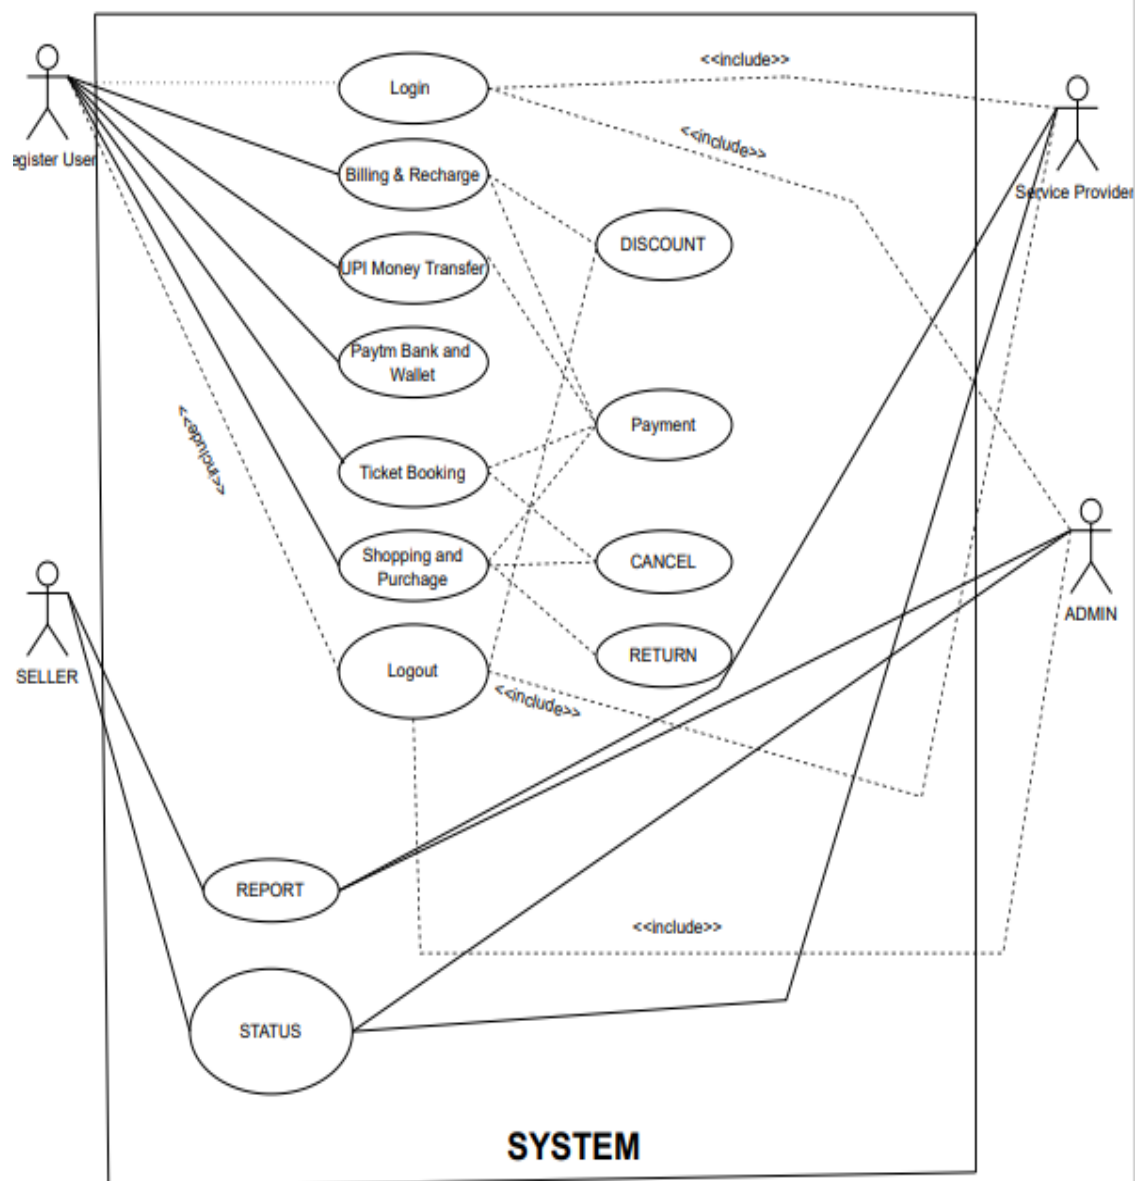 <<include>>
Login
<<include>>
egister User
Billing & Recharge
Service Provider
DISCOUNT
UPI Money Transfer
Paytm Bank and
Wallet
Payment
<<include>>
Ticket Booking
Shopping and
Purchage
CANCEL
ADMIN
RETURN
SELLER
Logout
<<include>>
REPORT
<<include>>
STATUS
SYSTEM